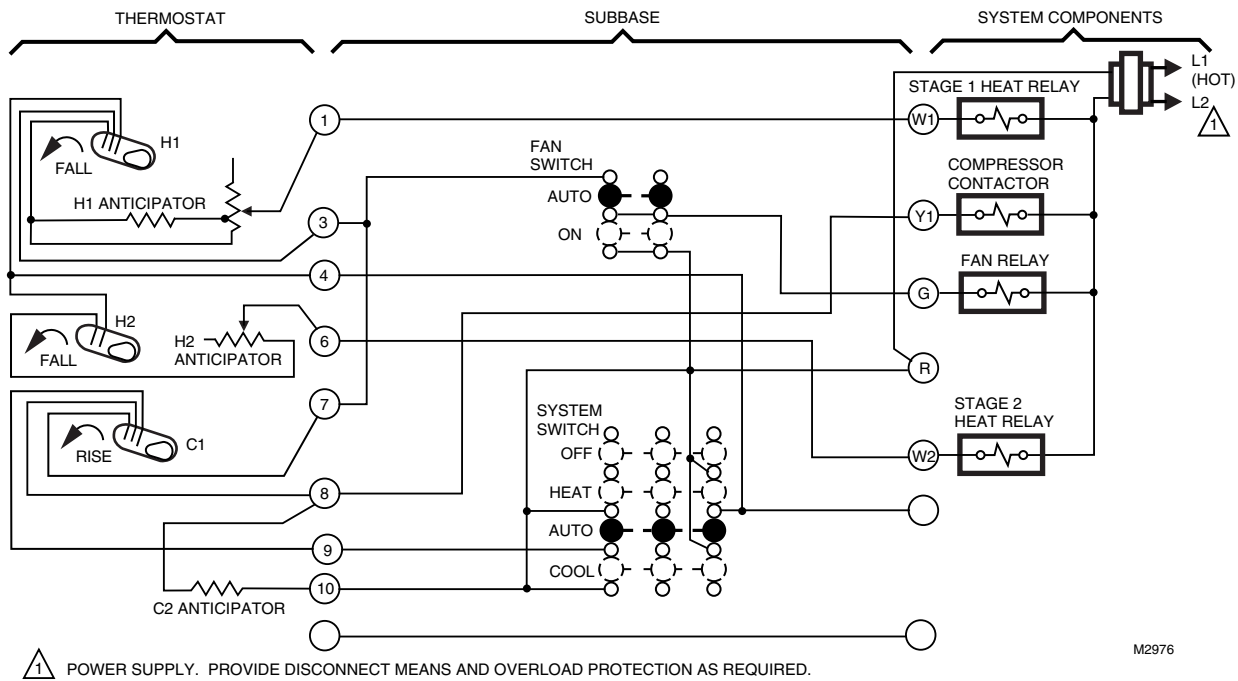 THERMOSTAT
SUBBASE
SYSTEM COMPONENTS
L1
(HOT)
L2
1
STAGE 1 HEAT RELAY
H1
FALL
1
W1
FAN
SWITCH
AUTO
ON
COMPRESSOR
CONTACTOR
H1 ANTICIPATOR
3
Y1
4
FAN RELAY
G
H2
FALL
H2
ANTICIPATOR
6
R
7
C1
RISE
SYSTEM
SWITCH
OFF
HEAT
AUTO
COOL
STAGE 2
HEAT RELAY
W2
8
9
10
C2 ANTICIPATOR
M2976
1 POWER SUPPLY. PROVIDE DISCONNECT MEANS AND OVERLOAD PROTECTION AS REQUIRED.